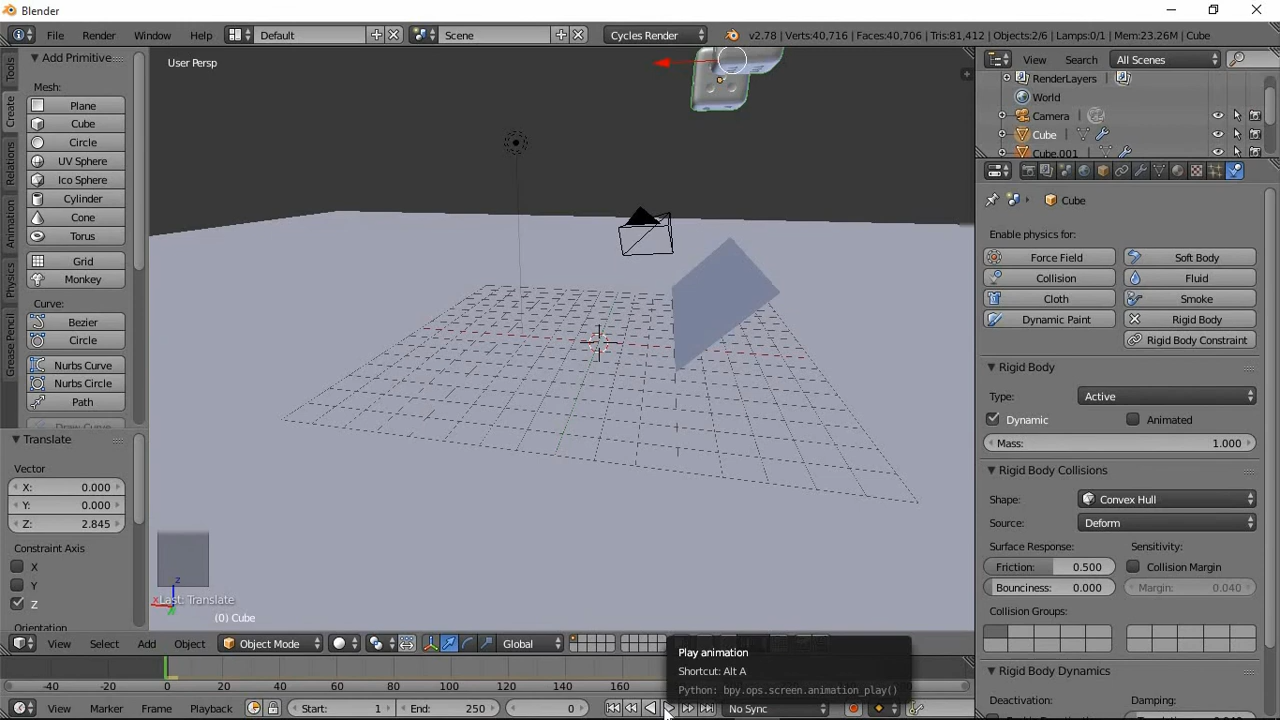 Blender
File Render Window Help Default Scene Cycles Render v2.78 | Verts:40,716 | Faces:40,706 | Tris:81,412 | Objects:2/6 | Lamps:0/1 | Mem:23.26M | Cube
Tools
Create
Relations
Animation
Physics
Grease Pencil
Add Primitive
Mesh:
Plane
Cube
Circle
UV Sphere
Ico Sphere
Cylinder
Cone
Torus
Grid
Monkey
Curve:
Bezier
Circle
Nurbs Curve
Nurbs Circle
Path
Translate
Vector
X: 0.000
Y: 0.000
Z: 2.845
Constraint Axis
X
Y
Z
Orientation
User Persp
z
x
Last: Translate
(0) Cube
View Select Add Object Object Mode Global
Play animation
Shortcut: Alt A
Python: bpy.ops.screen.animation_play()
-40 -20 0 20 40 60 80 100 120 140 160
View Marker Frame Playback Start: 1 End: 250 0 No Sync
View Search All Scenes
RenderLayers
World
Camera
Cube
Cube.001
Cube
Enable physics for:
Force Field Soft Body
Collision Fluid
Cloth Smoke
Dynamic Paint Rigid Body
Rigid Body Constraint
Rigid Body
Type: Active
Dynamic Animated
Mass: 1.000
Rigid Body Collisions
Shape: Convex Hull
Source: Deform
Surface Response: Sensitivity:
Friction: 0.500 Collision Margin
Bounciness: 0.000 Margin: 0.040
Collision Groups:
Rigid Body Dynamics
Deactivation: Damping: